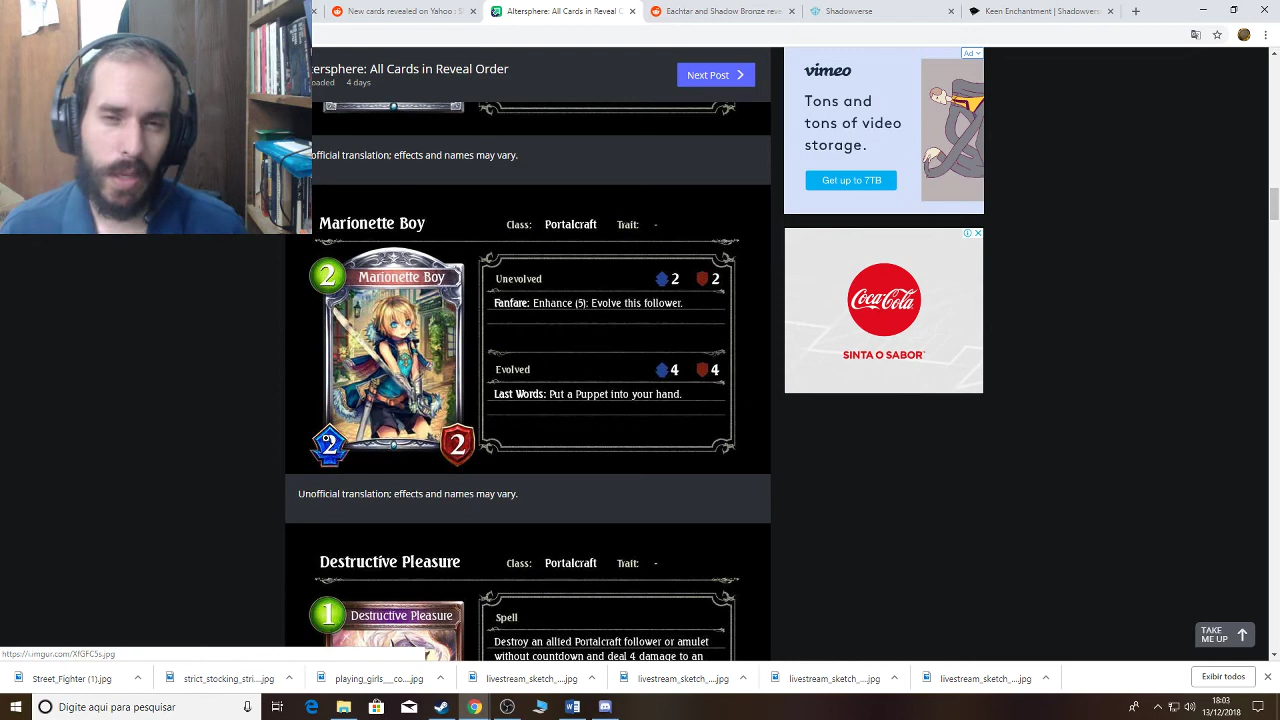 New cards revealed on Yahoo : S
Altersphere: All Cards in Reveal
Eachtar and Shadow Bronze reve
/Shadowverse
Keen Enchantment | Shadowvers
tersphere: All Cards in Reveal Order
oaded 4 days
Next Post
Ad
vimeo
Tons and
tons of video
storage.
Get up to 7TB
official translation; effects and names may vary.
Marionette Boy
Class: Portalcraft Trait: -
2
Marionette Boy
Unevolved 2 2
Fanfare: Enhance (5): Evolve this follower.
Evolved 4 4
Last Words: Put a Puppet into your hand.
2 2
Coca-Cola
SINTA O SABOR
Unofficial translation; effects and names may vary.
Destructive Pleasure
Class: Portalcraft Trait: -
1
Destructive Pleasure
Spell
Destroy an allied Portalcraft follower or amulet
without countdown and deal 4 damage to an
TAKE
ME UP
https://i.imgur.com/XfGFC5s.jpg
Street_Fighter (1).jpg
strict_stocking_stri....jpg
playing_girls__co....jpg
livestream_sketch_....jpg
livestream_sketch_....jpg
livestream_sketch_....jpg
livestream_sketch_....jpg
Exibir todos
Digite aqui para pesquisar
18:03
13/12/2018